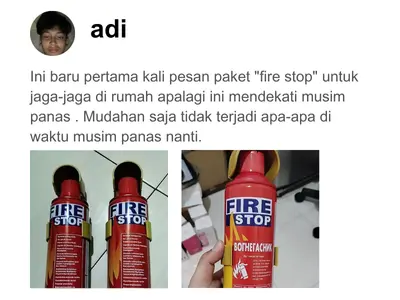 adi
Ini baru pertama kali pesan paket "fire stop" untuk
jaga-jaga di rumah apalagi ini mendekati musim
panas . Mudahan saja tidak terjadi apa-apa di
waktu musim panas nanti.
FIRE
STOP
FIRE
STOP
FIRE
STOP
ВОГНЕГАСНИК